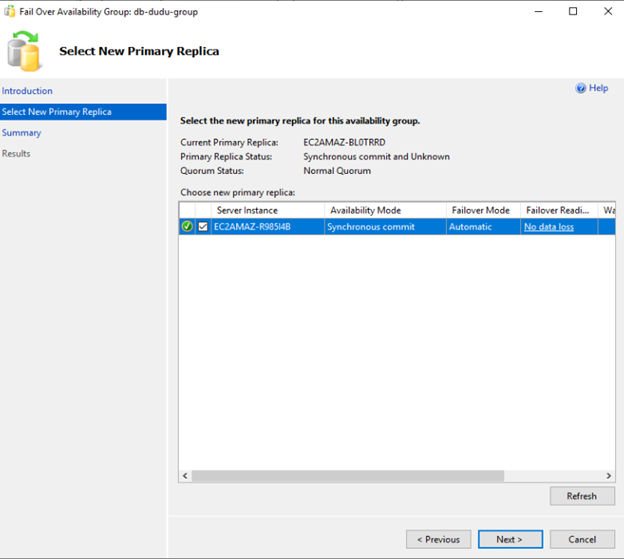 Fail Over Availability Group: db-dudu-group
Select New Primary Replica
Help
Introduction
Select New Primary Replica
Summary
Results
Select the new primary replica for this availability group.
Current Primary Replica: EC2AMAZ-BL0TRRD
Primary Replica Status: Synchronous commit and Unknown
Quorum Status: Normal Quorum
Choose new primary replica:
Server Instance Availability Mode Failover Mode Failover Readi... Wa
EC2AMAZ-R985I4B Synchronous commit Automatic No data loss
Refresh
< Previous Next > Cancel